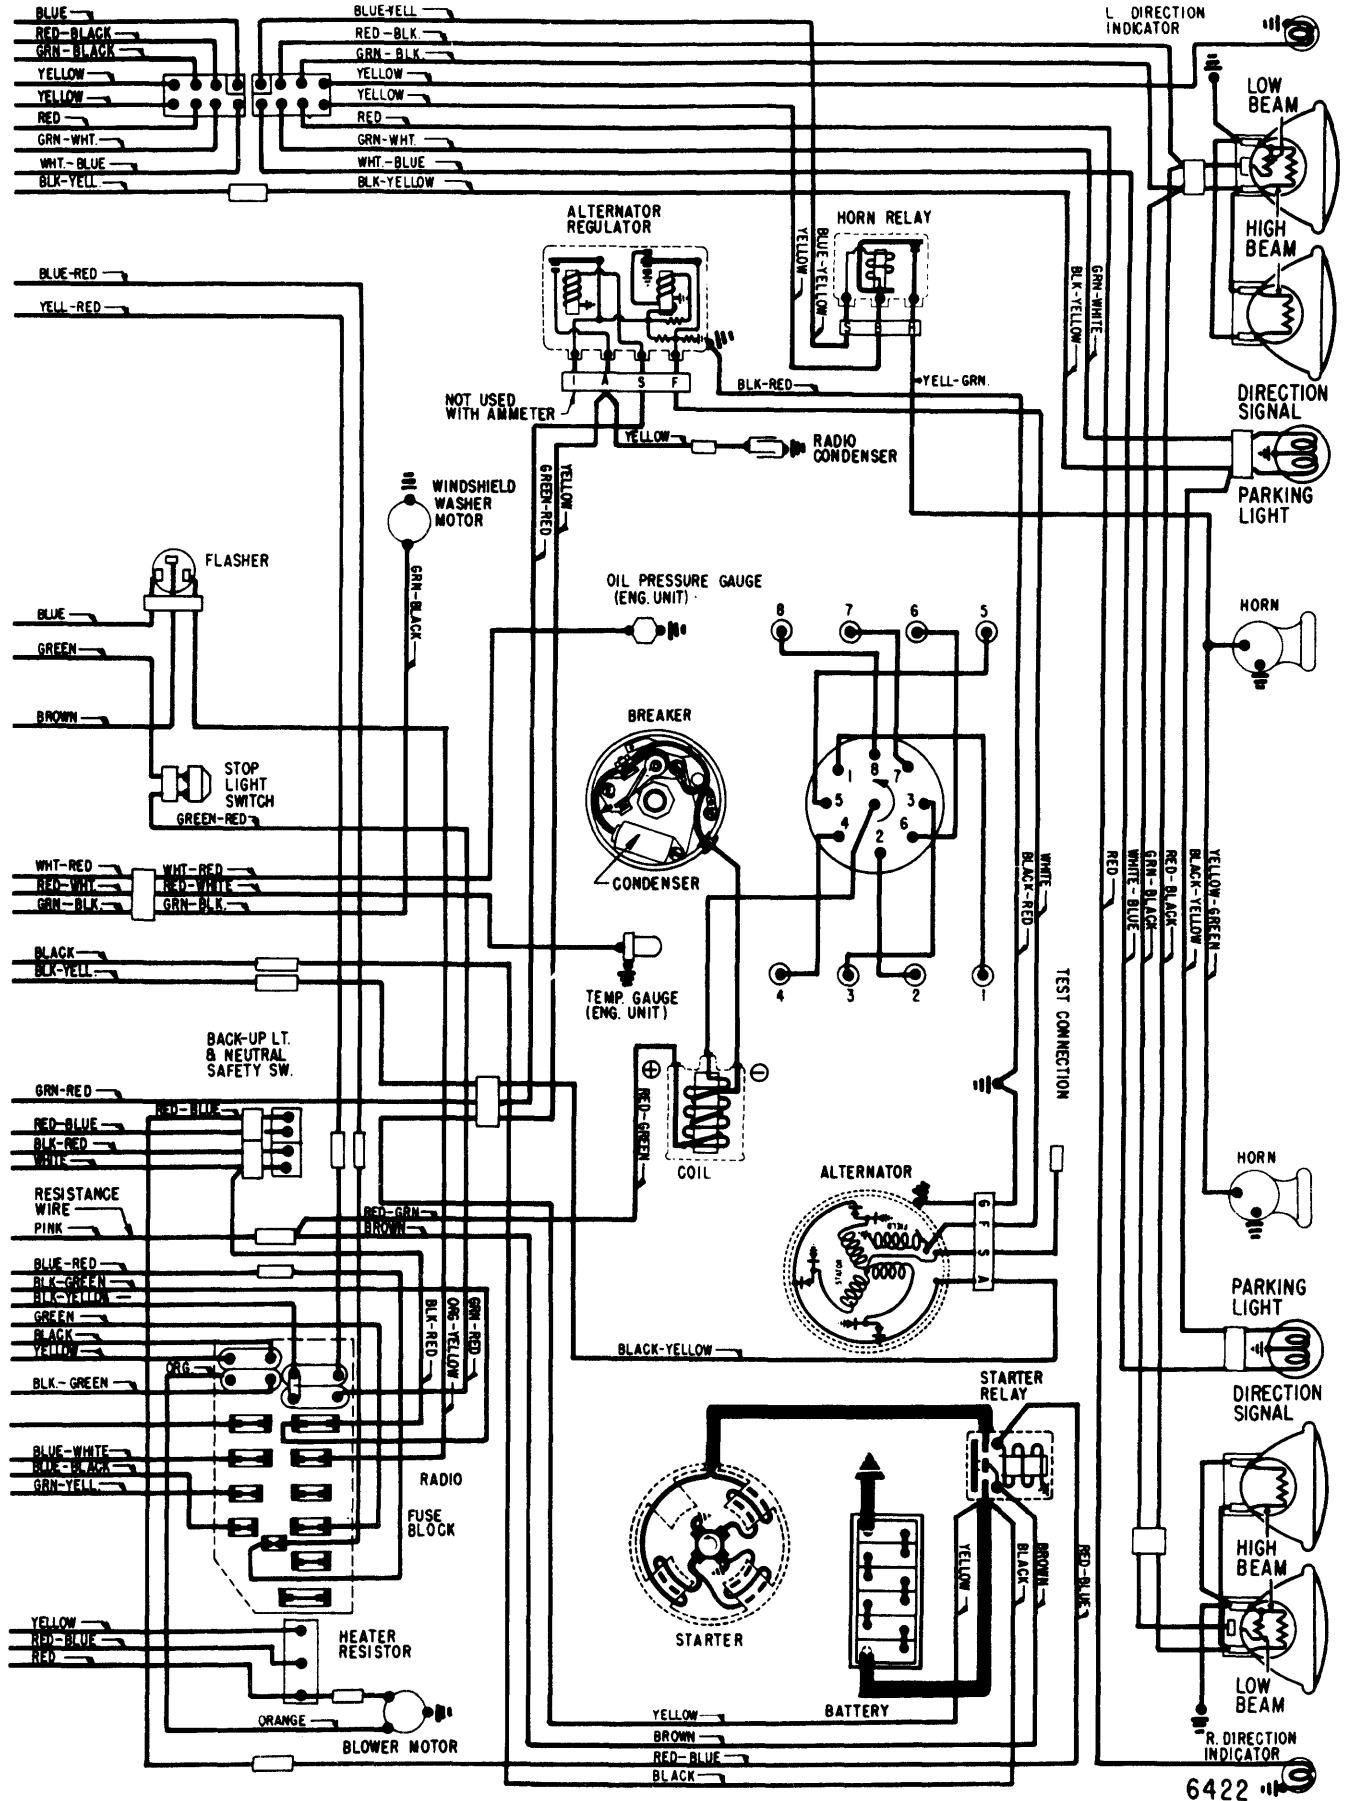 BLUE
RED-BLACK
GRN-BLACK
YELLOW
YELLOW
RED
GRN-WHT.
WHT.-BLUE
BLK-YELL.
BLUE-YELL
RED-BLK.
GRN-BLK.
YELLOW
YELLOW
RED
GRN-WHT.
WHT.-BLUE
BLK-YELLOW
L. DIRECTION
INDICATOR
LOW
BEAM
HIGH
BEAM
DIRECTION
SIGNAL
PARKING
LIGHT
ALTERNATOR
REGULATOR
HORN RELAY
YELLOW
BLUE-YELLOW
BLK-YELLOW
GRN-WHITE
BLUE-RED
YELL-RED
I A S F
NOT USED
WITH AMMETER
BLK-RED
YELL-GRN.
YELLOW
RADIO
CONDENSER
GREEN-RED
YELLOW
WINDSHIELD
WASHER
MOTOR
GRN-BLACK
FLASHER
BLUE
GREEN
BROWN
OIL PRESSURE GAUGE
(ENG. UNIT)
8 7 6 5
HORN
BREAKER
CONDENSER
1 8 7
5 3
4 2 6
4 3 2 1
STOP
LIGHT
SWITCH
GREEN-RED
WHT-RED
RED-WHT.
GRN-BLK.
WHT-RED
RED-WHITE
GRN-BLK.
BLACK
BLK-YELL
TEMP. GAUGE
(ENG. UNIT)
BLACK-RED
WHITE
RED
WHITE-BLUE
GRN-BLACK
RED-BLACK
BLACK-YELLOW
YELLOW-GREEN
TEST CONNECTION
BACK-UP LT.
& NEUTRAL
SAFETY SW.
GRN-RED
RED-BLUE
RED-BLUE
BLK-RED
WHITE
RESISTANCE
WIRE
PINK
RED-GRN
BROWN
RED-GREEN
+ −
COIL
ALTERNATOR
FIELD
G F S A
HORN
BLUE-RED
BLK-GREEN
BLK-YELLOW
GREEN
BLACK
YELLOW
ORG.
BLK.-GREEN
BLK-RED
ORG-YELLOW
GRN-RED
BLACK-YELLOW
PARKING
LIGHT
DIRECTION
SIGNAL
STARTER
RELAY
BLUE-WHITE
BLUE-BLACK
GRN-YELL.
RADIO
FUSE
BLOCK
HIGH
BEAM
LOW
BEAM
YELLOW
BLACK
BROWN
RED-BLUE
STARTER
BATTERY
YELLOW
RED-BLUE
RED
HEATER
RESISTOR
ORANGE
BLOWER MOTOR
YELLOW
BROWN
RED-BLUE
BLACK
R. DIRECTION
INDICATOR
6422